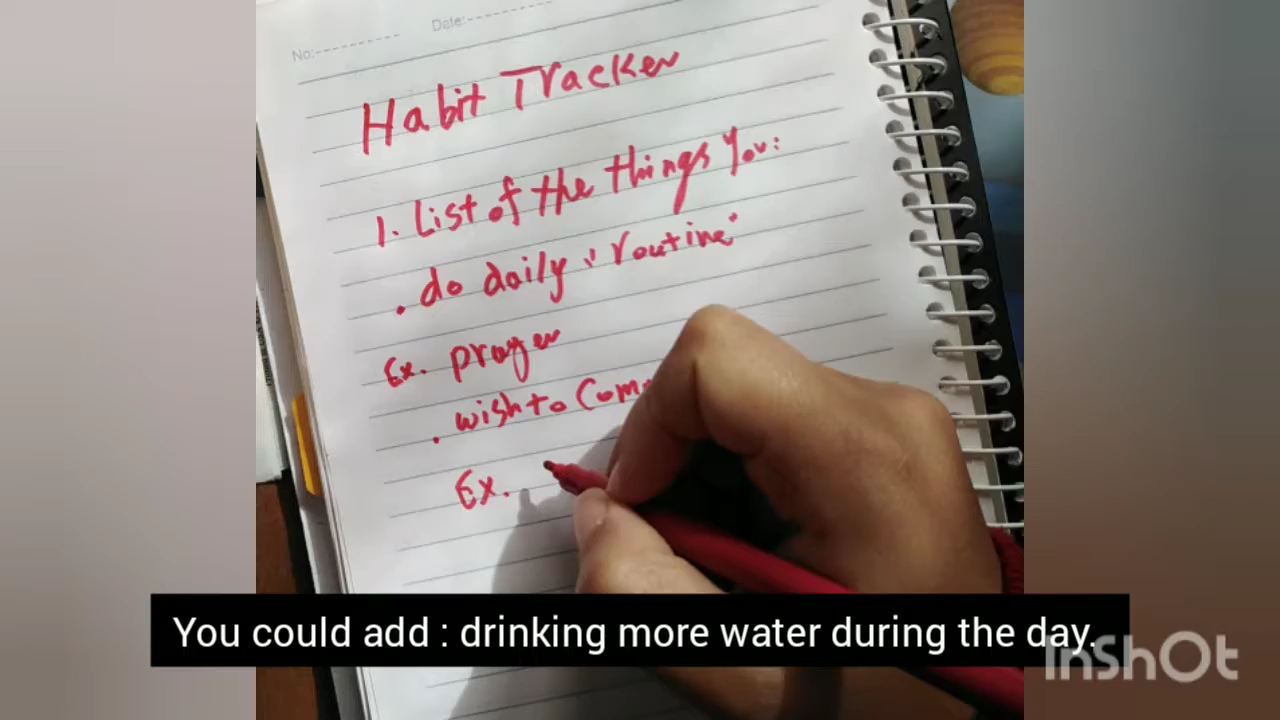 No:----------- Date:-------------
Habit Tracker
1. List of the things you:
. do daily "routine"
Ex. prayer
. wish to
Ex.
You could add : drinking more water during the day.
InShOt